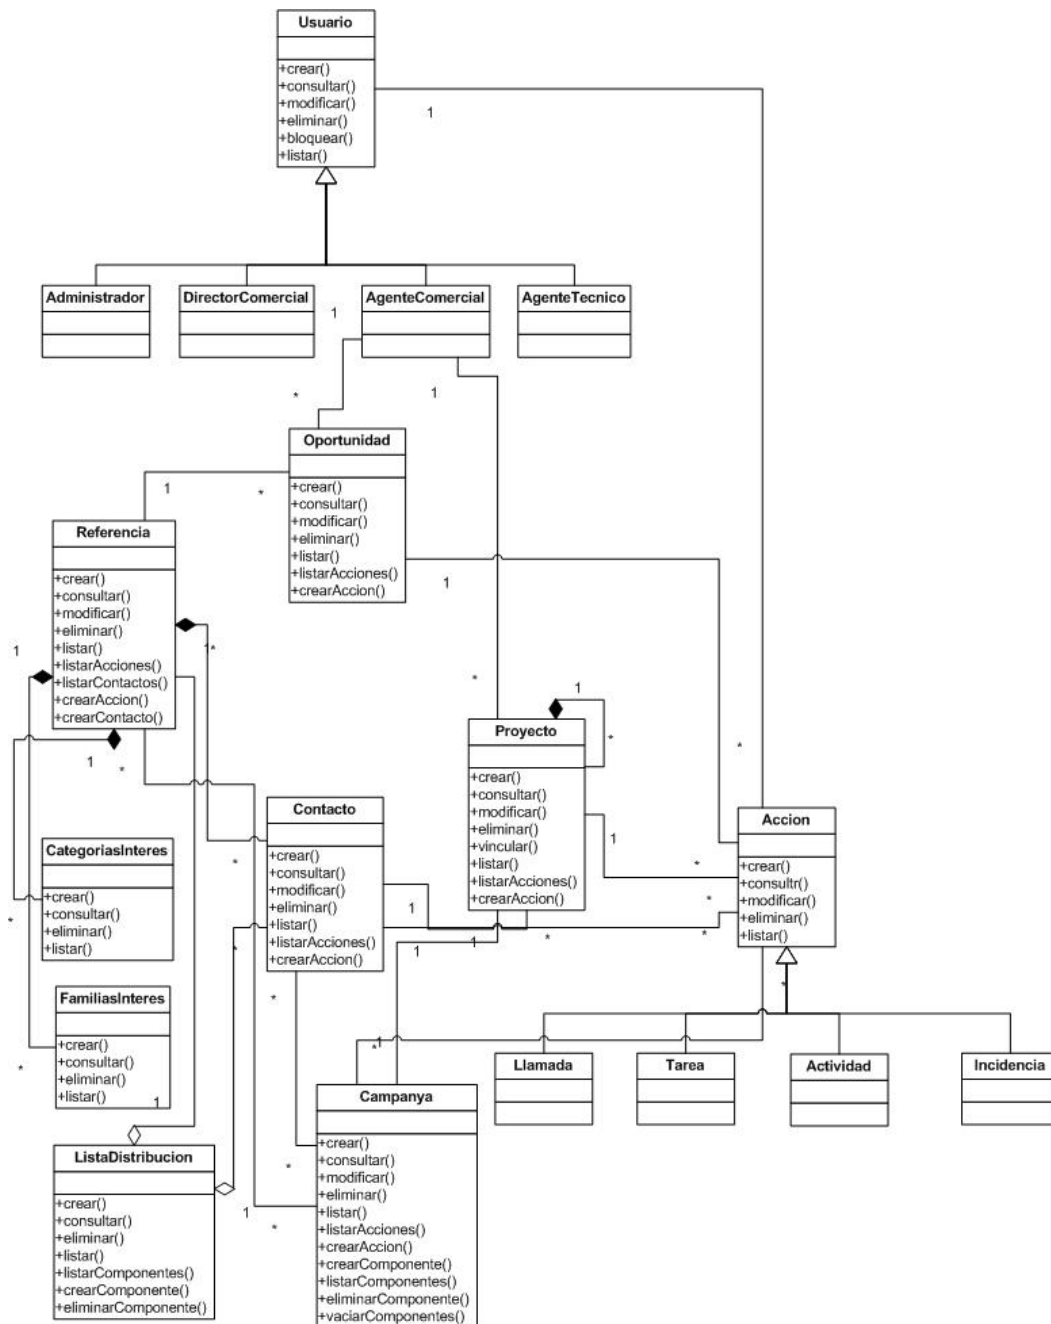 Usuario
+crear()
+consultar()
+modificar()
+eliminar()
+bloquear()
+listar()
1
Administrador
DirectorComercial
AgenteComercial
AgenteTecnico
1
1
*
Oportunidad
+crear()
+consultar()
+modificar()
+eliminar()
+listar()
+listarAcciones()
+crearAccion()
1
*
1
Referencia
+crear()
+consultar()
+modificar()
+eliminar()
+listar()
+listarAcciones()
+listarContactos()
+crearAccion()
+crearContacto()
1
1*
1
*
*
1
*
*
Proyecto
+crear()
+consultar()
+modificar()
+eliminar()
+vincular()
+listar()
+listarAcciones()
+crearAccion()
1
*
Accion
+crear()
+consultr()
+modificar()
+eliminar()
+listar()
*
*
*
*
Contacto
+crear()
+consultar()
+modificar()
+eliminar()
+listar()
+listarAcciones()
+crearAccion()
*
1
*
1
1
*
*
CategoriasInteres
+crear()
+consultar()
+eliminar()
+listar()
*
FamiliasInteres
+crear()
+consultar()
+eliminar()
+listar()
*
1
*
1
Llamada
Tarea
Actividad
Incidencia
Campanya
+crear()
+consultar()
+modificar()
+eliminar()
+listar()
+listarAcciones()
+crearAccion()
+crearComponente()
+listarComponentes()
+eliminarComponente()
+vaciarComponentes()
*
*
1
ListaDistribucion
+crear()
+consultar()
+eliminar()
+listar()
+listarComponentes()
+crearComponente()
+eliminarComponente()